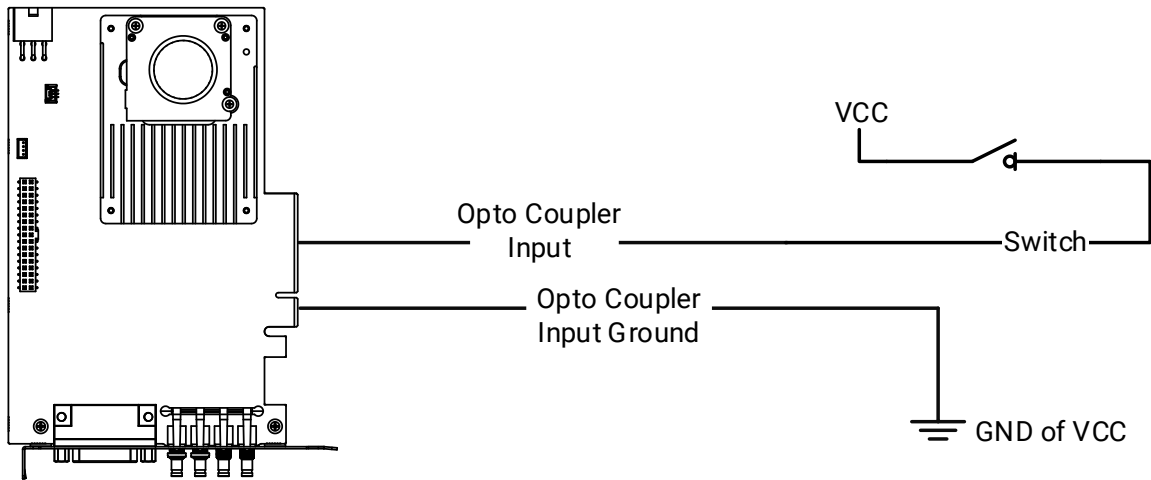 VCC
Opto Coupler
Input
Switch
Opto Coupler
Input Ground
GND of VCC